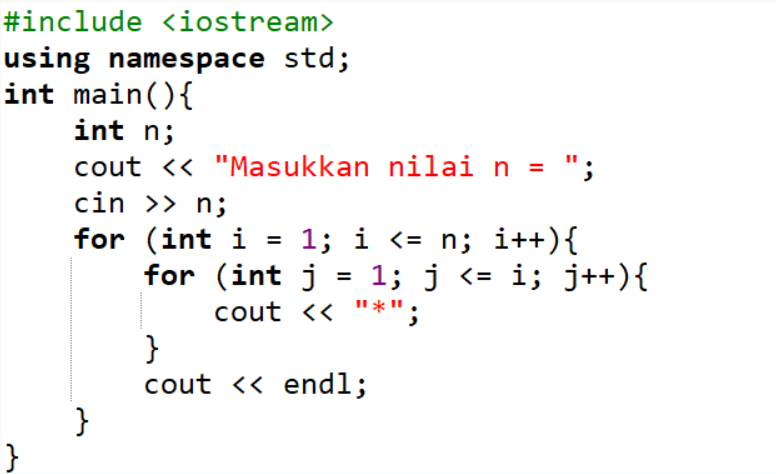 #include <iostream>
using namespace std;
int main(){
    int n;
    cout << "Masukkan nilai n = ";
    cin >> n;
    for (int i = 1; i <= n; i++){
        for (int j = 1; j <= i; j++){
            cout << "*";
        }
        cout << endl;
    }
}